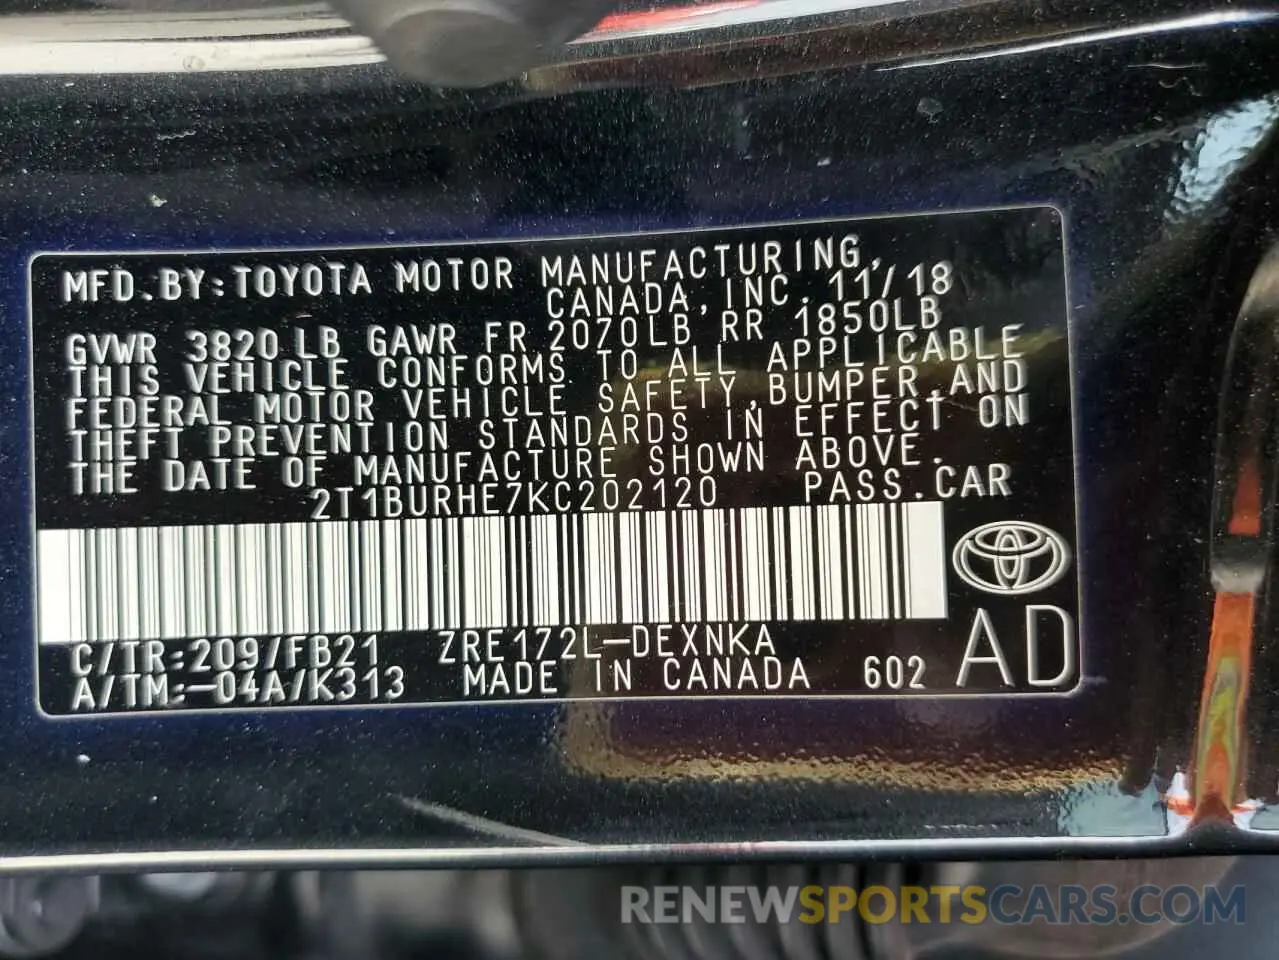 MFD.BY:TOYOTA MOTOR MANUFACTURING,
CANADA,INC. 11/18
GVWR 3820 LB GAWR FR 2070LB RR 1850LB
THIS VEHICLE CONFORMS TO ALL APPLICABLE
FEDERAL MOTOR VEHICLE SAFETY,BUMPER,AND
THEFT PREVENTION STANDARDS IN EFFECT ON
THE DATE OF MANUFACTURE SHOWN ABOVE.
2T1BURHE7KC202120 PASS.CAR
C/TR:209/FB21 ZRE172L-DEXNKA
A/TM:-04A/K313 MADE IN CANADA 602 AD
RENEWSPORTSCARS.COM